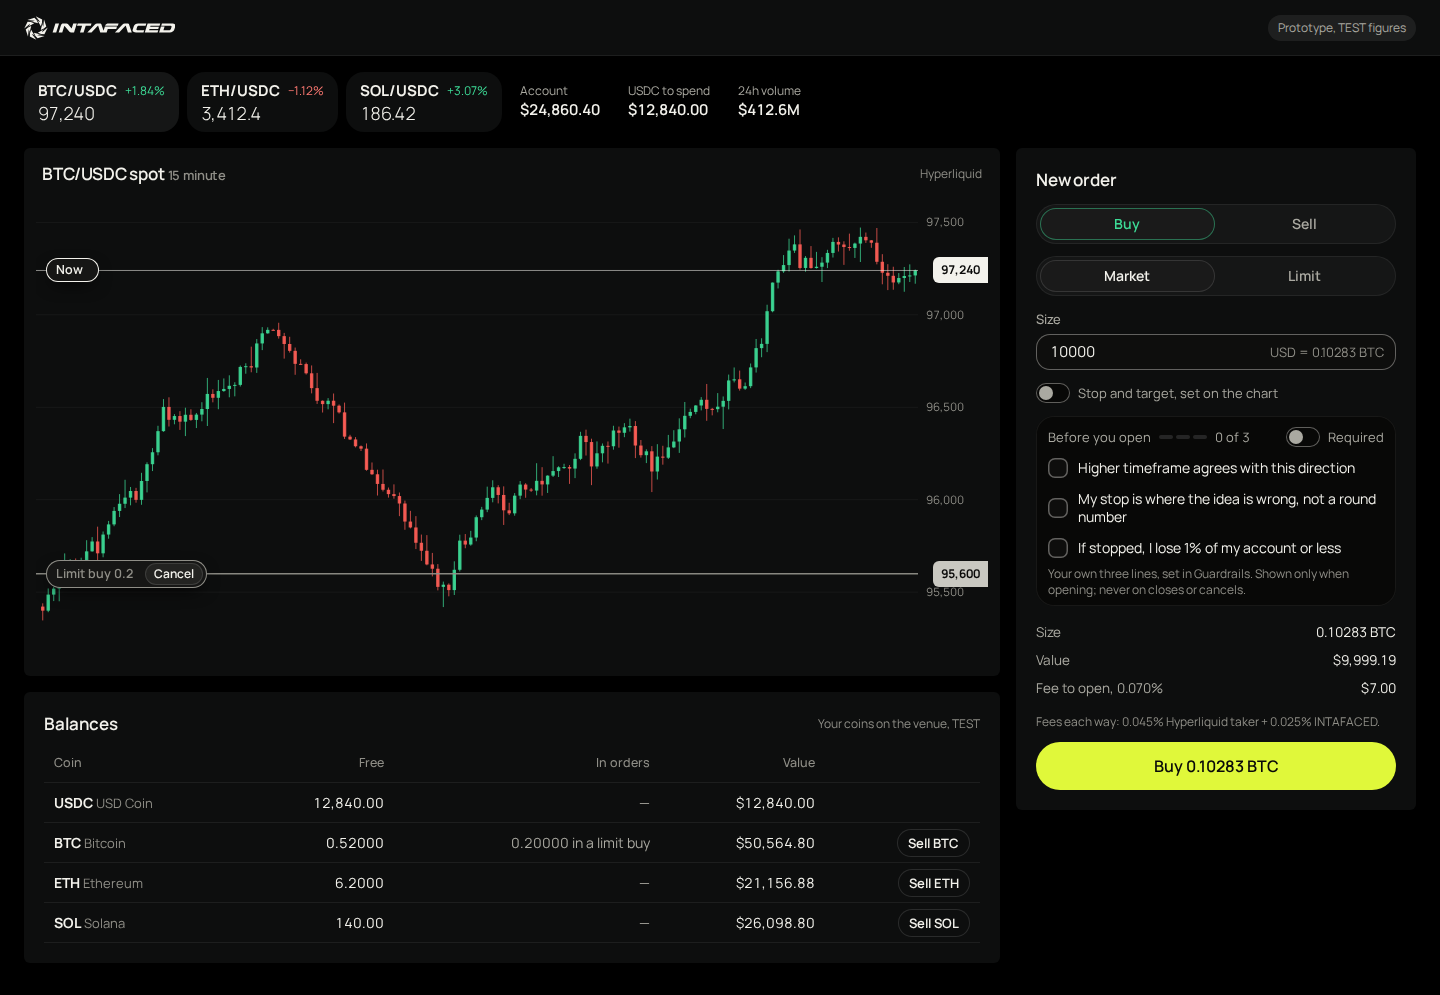 INTAFACED
Prototype, TEST figures
BTC/USDC +1.84%
97,240
ETH/USDC −1.12%
3,412.4
SOL/USDC +3.07%
186.42
Account
$24,860.40
USDC to spend
$12,840.00
24h volume
$412.6M
BTC/USDC spot 15 minute
Hyperliquid
97,500
Now
97,240
97,000
96,500
96,000
Limit buy 0.2 Cancel
95,600
95,500
New order
Buy Sell
Market Limit
Size
10000 USD = 0.10283 BTC
Stop and target, set on the chart
Before you open 0 of 3 Required
Higher timeframe agrees with this direction
My stop is where the idea is wrong, not a round
number
If stopped, I lose 1% of my account or less
Your own three lines, set in Guardrails. Shown only when
opening; never on closes or cancels.
Size 0.10283 BTC
Value $9,999.19
Fee to open, 0.070% $7.00
Fees each way: 0.045% Hyperliquid taker + 0.025% INTAFACED.
Buy 0.10283 BTC
Balances
Your coins on the venue, TEST
Coin Free In orders Value
USDC USD Coin 12,840.00 — $12,840.00
BTC Bitcoin 0.52000 0.20000 in a limit buy $50,564.80 Sell BTC
ETH Ethereum 6.2000 — $21,156.88 Sell ETH
SOL Solana 140.00 — $26,098.80 Sell SOL